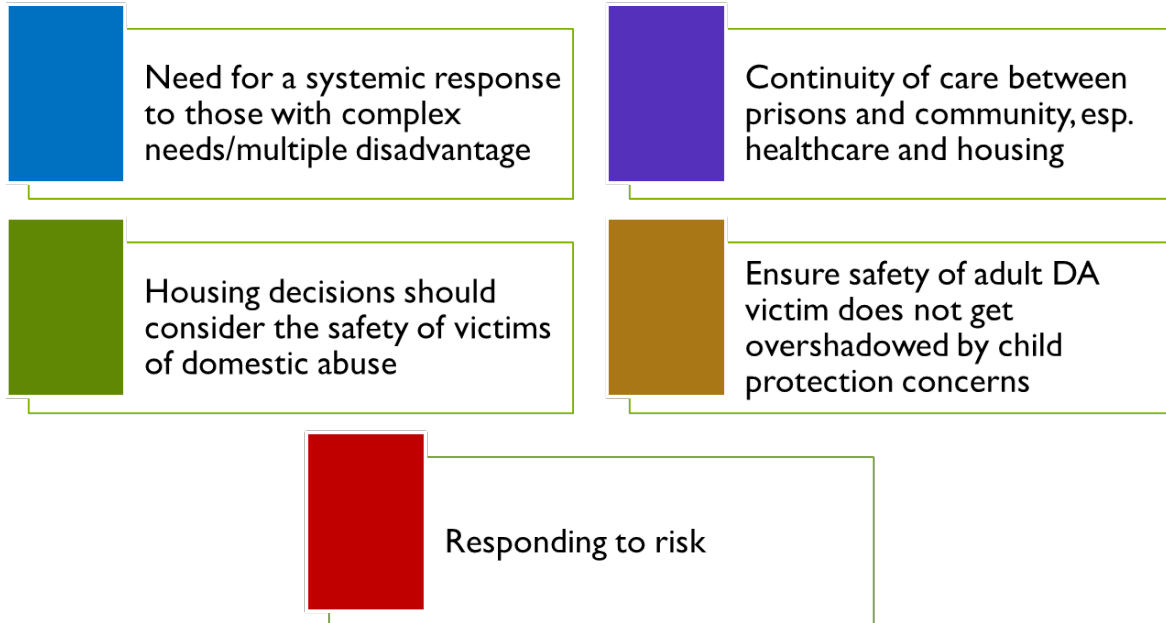 Need for a systemic response
to those with complex
needs/multiple disadvantage
Continuity of care between
prisons and community, esp.
healthcare and housing
Housing decisions should
consider the safety of victims
of domestic abuse
Ensure safety of adult DA
victim does not get
overshadowed by child
protection concerns
Responding to risk